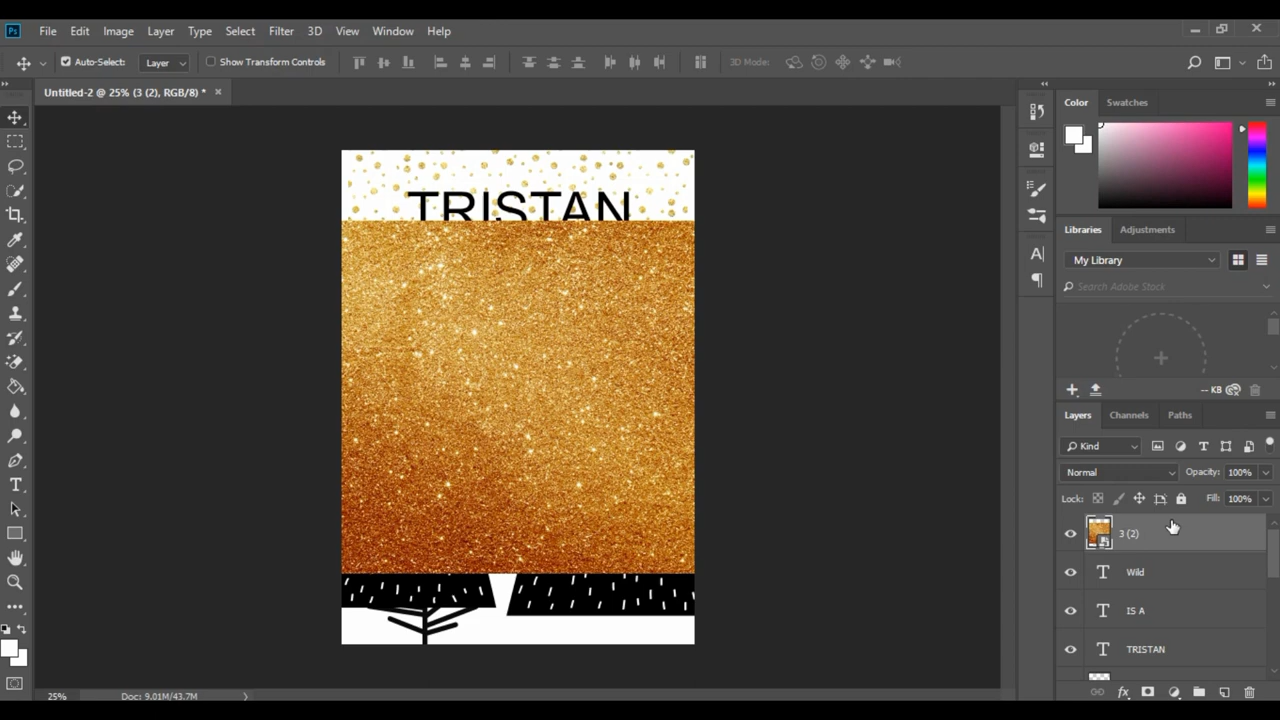 Ps File Edit Image Layer Type Select Filter 3D View Window Help
Auto-Select: Layer Show Transform Controls 3D Mode:
Untitled-2 @ 25% (3 (2), RGB/8) * ×
Color Swatches
TRISTAN
Libraries Adjustments
My Library
Search Adobe Stock
-- KB
Layers Channels Paths
Kind
Normal Opacity: 100%
Lock: Fill: 100%
3 (2)
Wild
IS A
TRISTAN
fx
25% Doc: 9.01M/43.7M